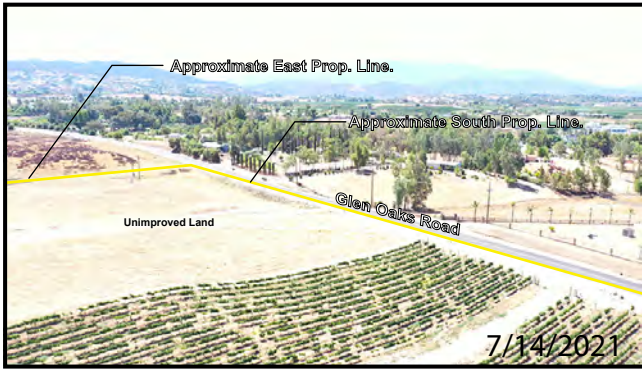 Approximate East Prop. Line.
Approximate South Prop. Line.
Glen Oaks Road
Unimproved Land
7/14/2021